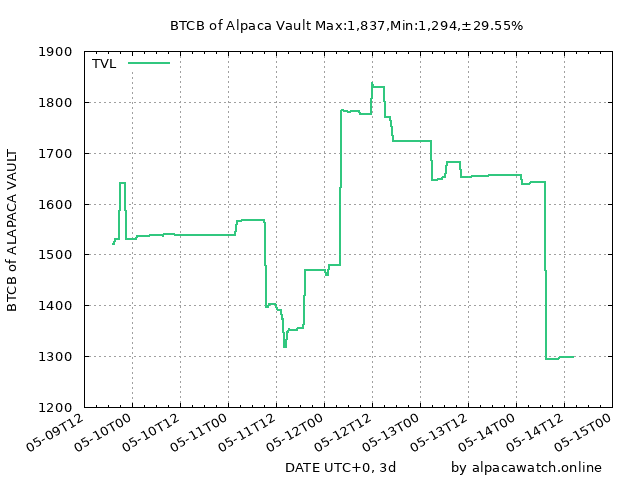 BTCB of Alpaca Vault Max:1,837,Min:1,294,±29.55%
TVL
BTCB of ALAPACA VAULT
1900
1800
1700
1600
1500
1400
1300
1200
05-09T12
05-10T00
05-10T12
05-11T00
05-11T12
05-12T00
05-12T12
05-13T00
05-13T12
05-14T00
05-14T12
05-15T00
DATE UTC+0, 3d
by alpacawatch.online